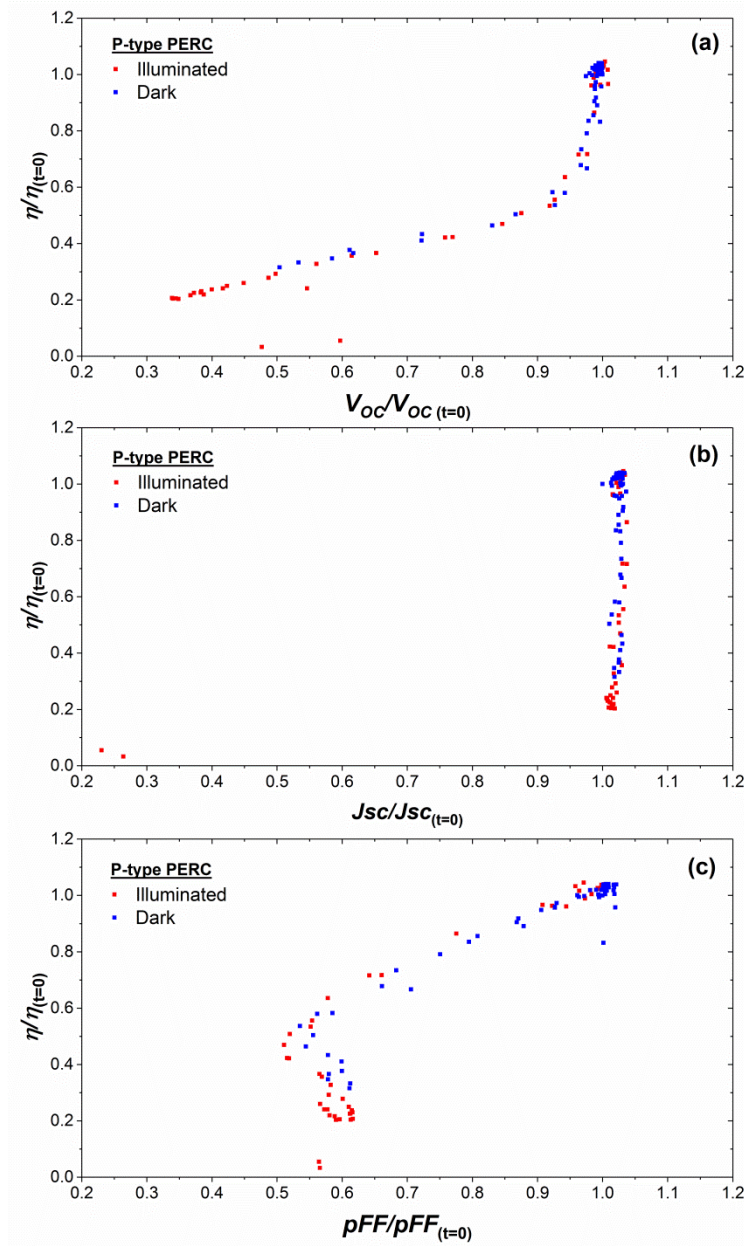 (a)
P-type PERC
Illuminated
Dark
1.2
1.0
0.8
0.6
0.4
0.2
0.0
η/η(t=0)
0.2 0.3 0.4 0.5 0.6 0.7 0.8 0.9 1.0 1.1 1.2
VOC/VOC (t=0)
(b)
P-type PERC
Illuminated
Dark
1.2
1.0
0.8
0.6
0.4
0.2
0.0
η/η(t=0)
0.2 0.3 0.4 0.5 0.6 0.7 0.8 0.9 1.0 1.1 1.2
Jsc/Jsc(t=0)
(c)
P-type PERC
Illuminated
Dark
1.2
1.0
0.8
0.6
0.4
0.2
0.0
η/η(t=0)
0.2 0.3 0.4 0.5 0.6 0.7 0.8 0.9 1.0 1.1 1.2
pFF/pFF(t=0)